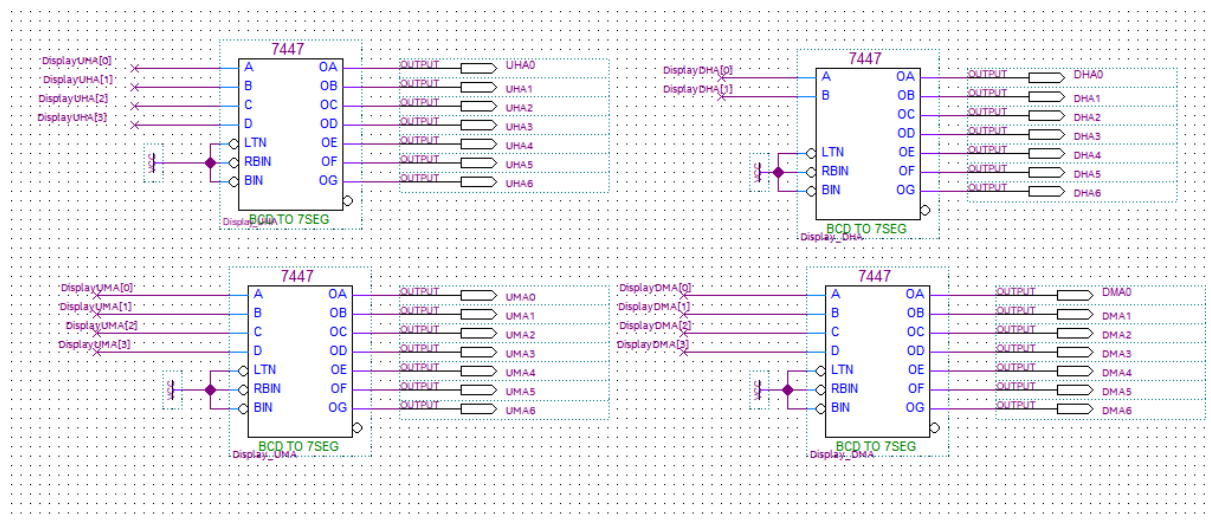 7447
DisplayUHA[0]
DisplayUHA[1]
DisplayUHA[2]
DisplayUHA[3]
A OA OUTPUT UHA0
B OB OUTPUT UHA1
C OC OUTPUT UHA2
D OD OUTPUT UHA3
LTN OE OUTPUT UHA4
VCC RBIN OF OUTPUT UHA5
BIN OG OUTPUT UHA6
BCD TO 7SEG
Display_UHA
7447
DisplayDHA[0]
DisplayDHA[1]
A OA OUTPUT DHA0
B OB OUTPUT DHA1
OC OUTPUT DHA2
OD OUTPUT DHA3
LTN OE OUTPUT DHA4
VCC RBIN OF OUTPUT DHA5
BIN OG OUTPUT DHA6
BCD TO 7SEG
Display_DHA
7447
DisplayUMA[0]
DisplayUMA[1]
DisplayUMA[2]
DisplayUMA[3]
A OA OUTPUT UMA0
B OB OUTPUT UMA1
C OC OUTPUT UMA2
D OD OUTPUT UMA3
LTN OE OUTPUT UMA4
VCC RBIN OF OUTPUT UMA5
BIN OG OUTPUT UMA6
BCD TO 7SEG
Display_UMA
7447
DisplayDMA[0]
DisplayDMA[1]
DisplayDMA[2]
DisplayDMA[3]
A OA OUTPUT DMA0
B OB OUTPUT DMA1
C OC OUTPUT DMA2
D OD OUTPUT DMA3
LTN OE OUTPUT DMA4
VCC RBIN OF OUTPUT DMA5
BIN OG OUTPUT DMA6
BCD TO 7SEG
Display_DMA